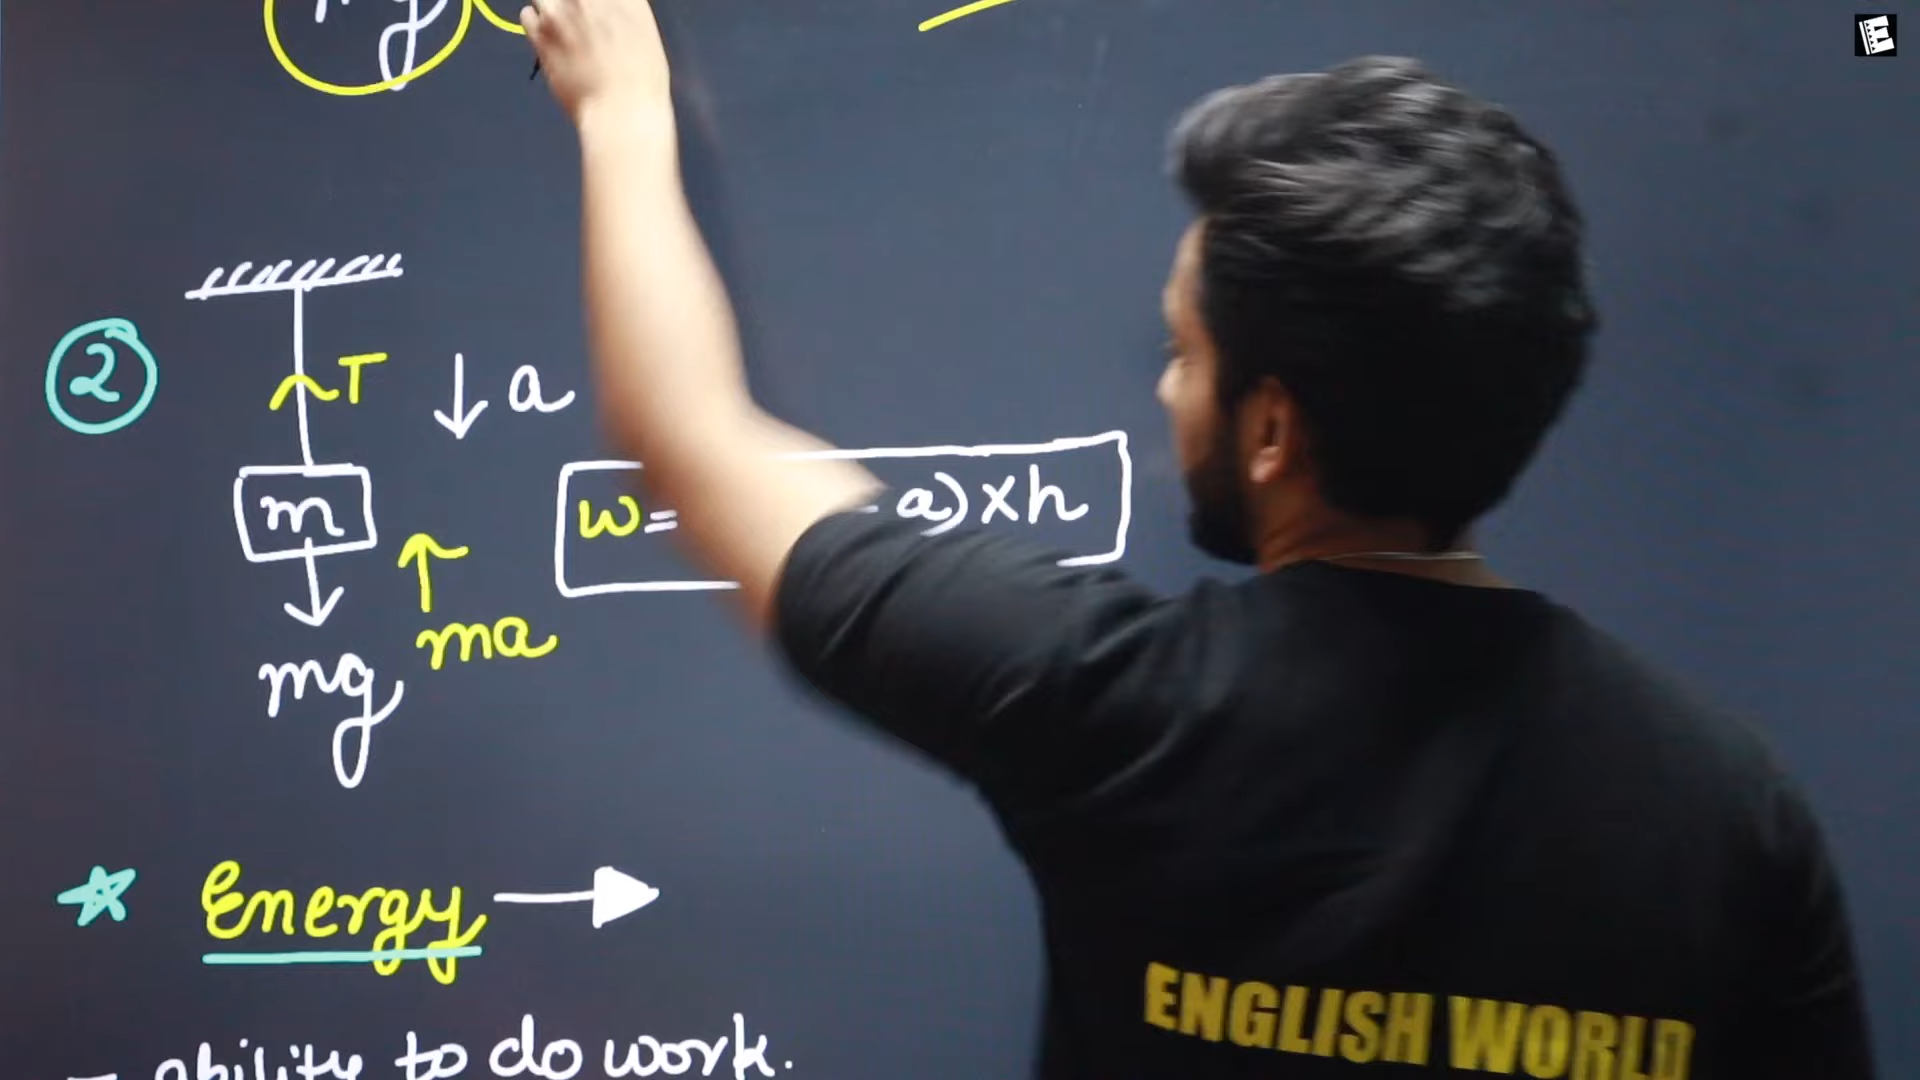 2
T
a
m
w= a) x h
ma
mg
Energy
ability to do work.
ENGLISH WORLD
E